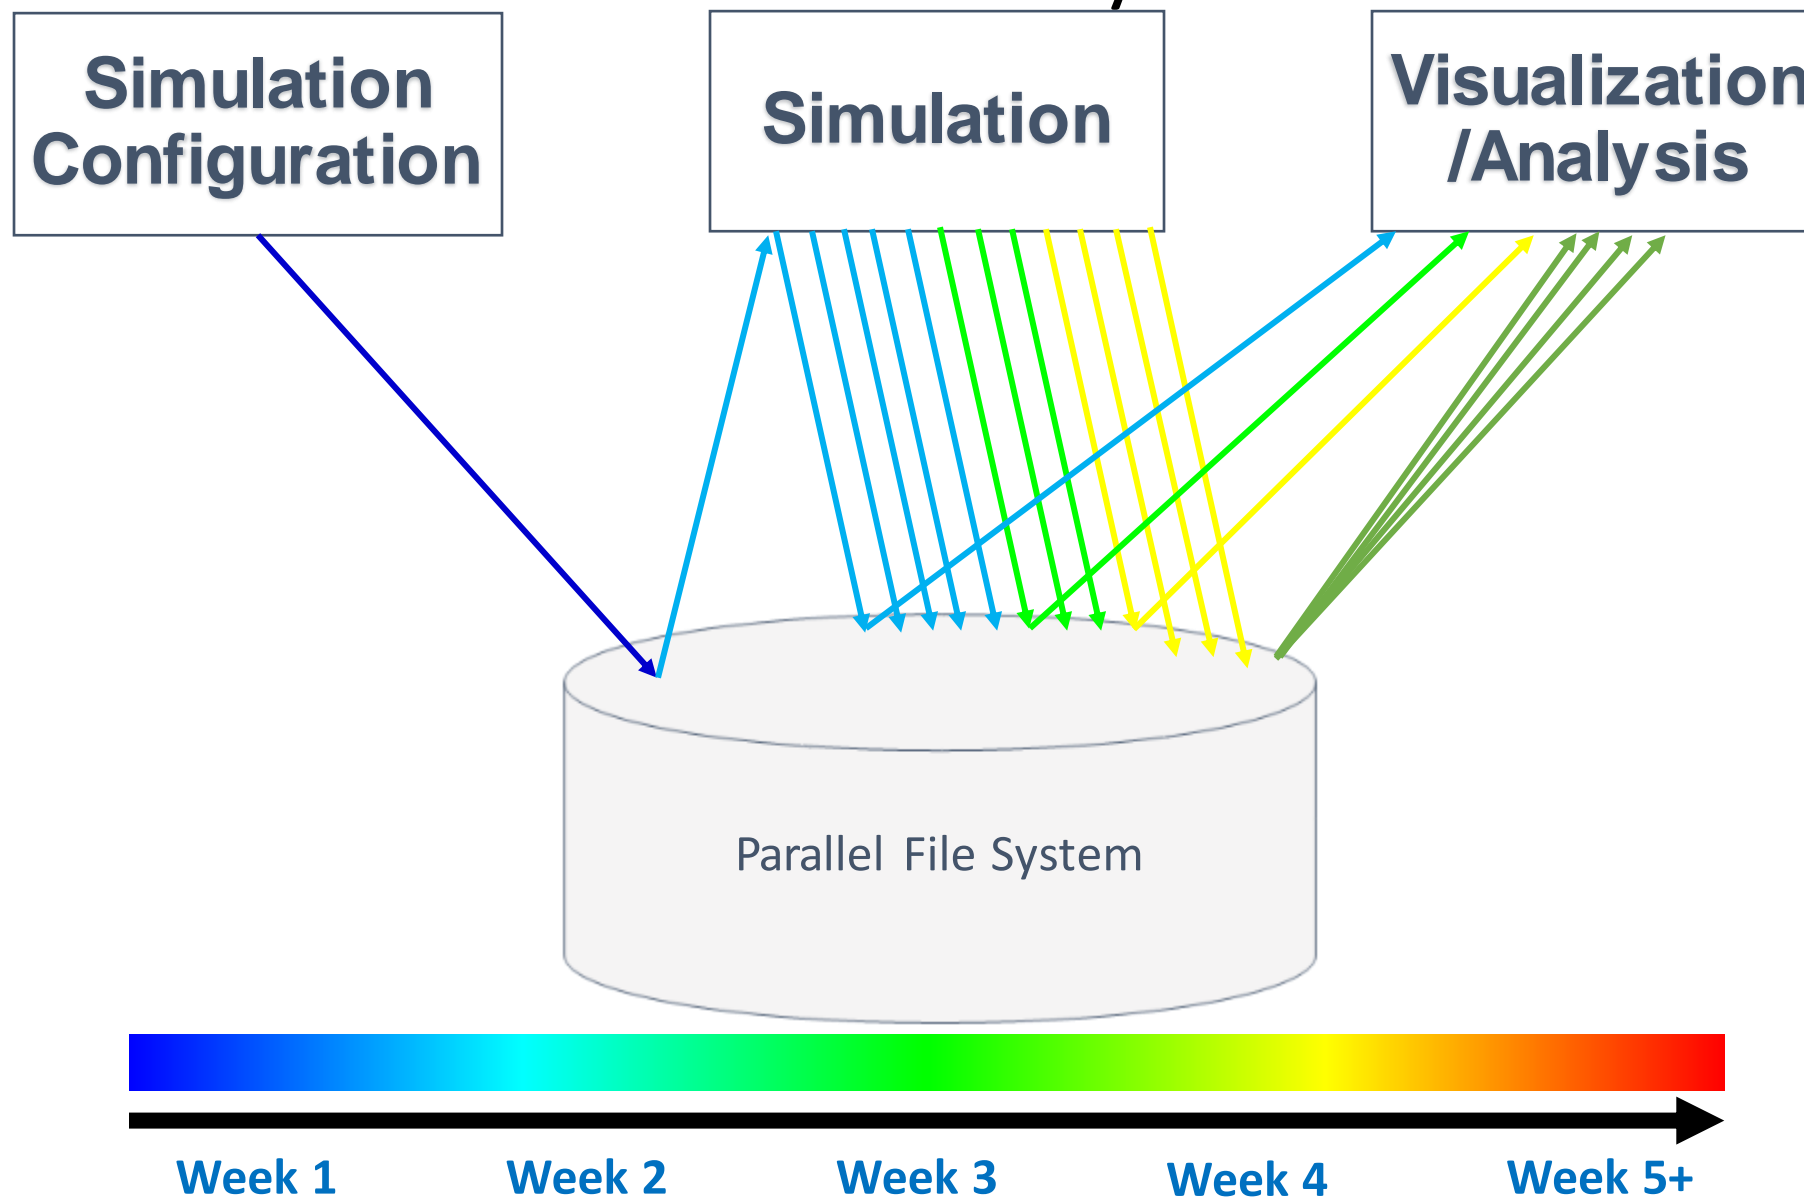 Simulation
Configuration
Simulation
Visualization
/Analysis
Parallel File System
Week 1
Week 2
Week 3
Week 4
Week 5+